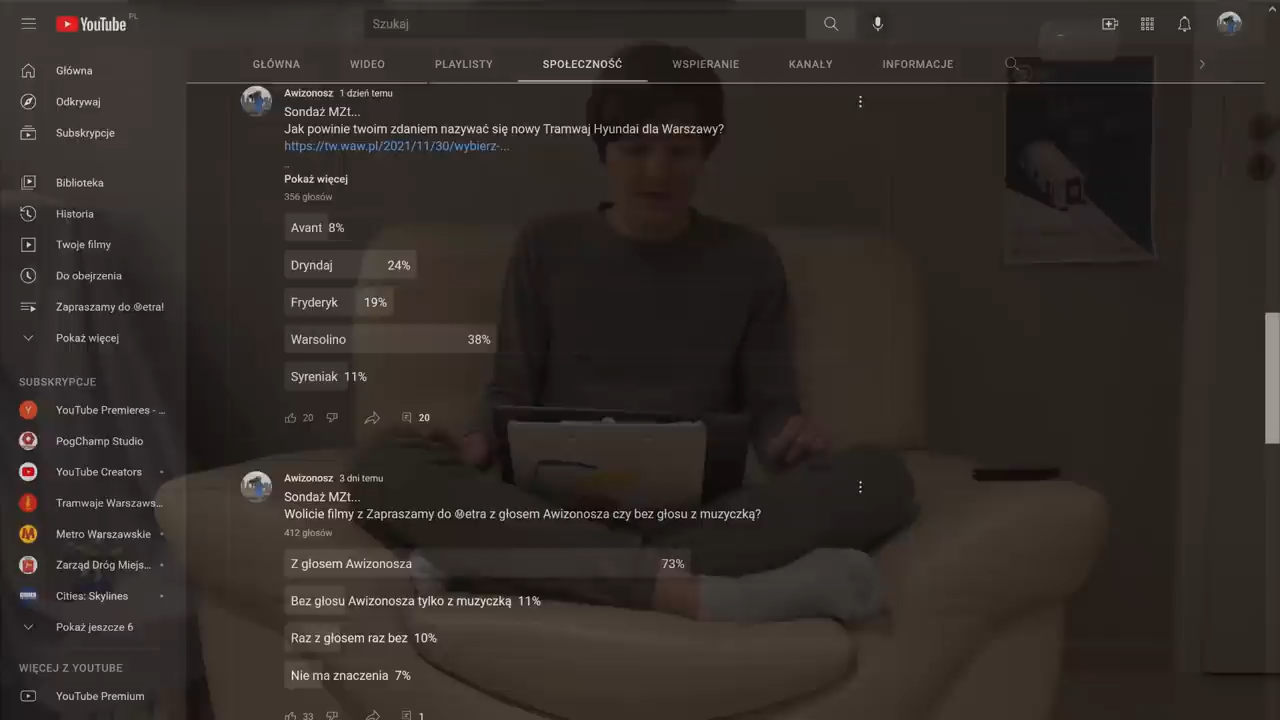 YouTube PL
Szukaj
GŁÓWNA WIDEO PLAYLISTY SPOŁECZNOŚĆ WSPIERANIE KANAŁY INFORMACJE
Główna
Odkrywaj
Subskrypcje
Biblioteka
Historia
Twoje filmy
Do obejrzenia
Zapraszamy do Ⓜetra!
Pokaż więcej
SUBSKRYPCJE
YouTube Premieres - ...
PogChamp Studio
YouTube Creators
Tramwaje Warszaws...
Metro Warszawskie
Zarząd Dróg Miejs...
Cities: Skylines
Pokaż jeszcze 6
WIĘCEJ Z YOUTUBE
YouTube Premium
Awizonosz 1 dzień temu
Sondaż MZt...
Jak powinie twoim zdaniem nazywać się nowy Tramwaj Hyundai dla Warszawy?
https://tw.waw.pl/2021/11/30/wybierz-...
..
Pokaż więcej
356 głosów
Avant 8%
Dryndaj 24%
Fryderyk 19%
Warsolino 38%
Syreniak 11%
20 20
Awizonosz 3 dni temu
Sondaż MZt...
Wolicie filmy z Zapraszamy do Ⓜetra z głosem Awizonosza czy bez głosu z muzyczką?
412 głosów
Z głosem Awizonosza 73%
Bez głosu Awizonosza tylko z muzyczką 11%
Raz z głosem raz bez 10%
Nie ma znaczenia 7%
33 1